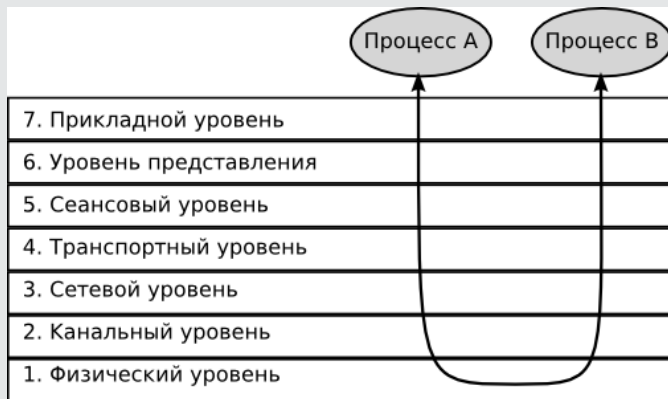 Процесс A
Процесс B
7. Прикладной уровень
6. Уровень представления
5. Сеансовый уровень
4. Транспортный уровень
3. Сетевой уровень
2. Канальный уровень
1. Физический уровень